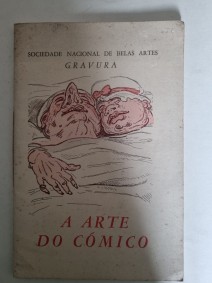 SOCIEDADE NACIONAL DE BELAS ARTES
GRAVURA
A ARTE
DO CÓMICO